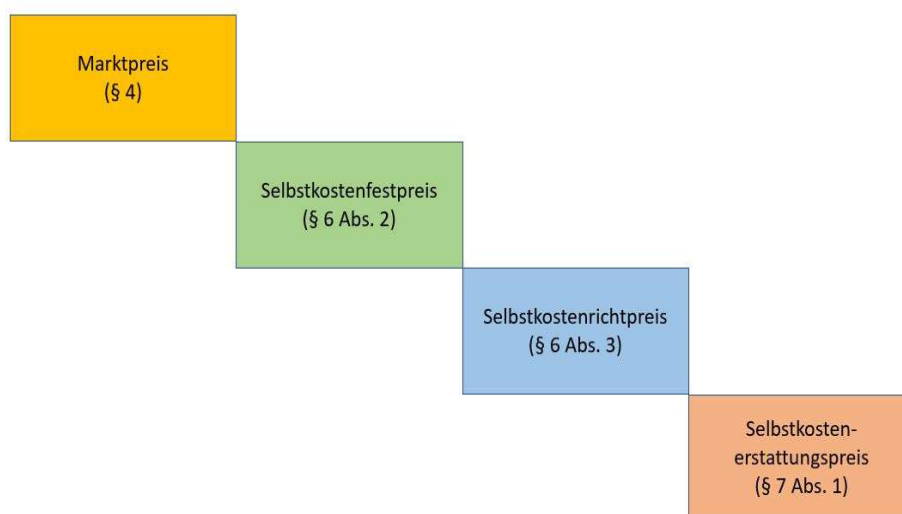 Marktpreis
(§ 4)
Selbstkostenfestpreis
(§ 6 Abs. 2)
Selbstkostenrichtpreis
(§ 6 Abs. 3)
Selbstkosten-
erstattungspreis
(§ 7 Abs. 1)